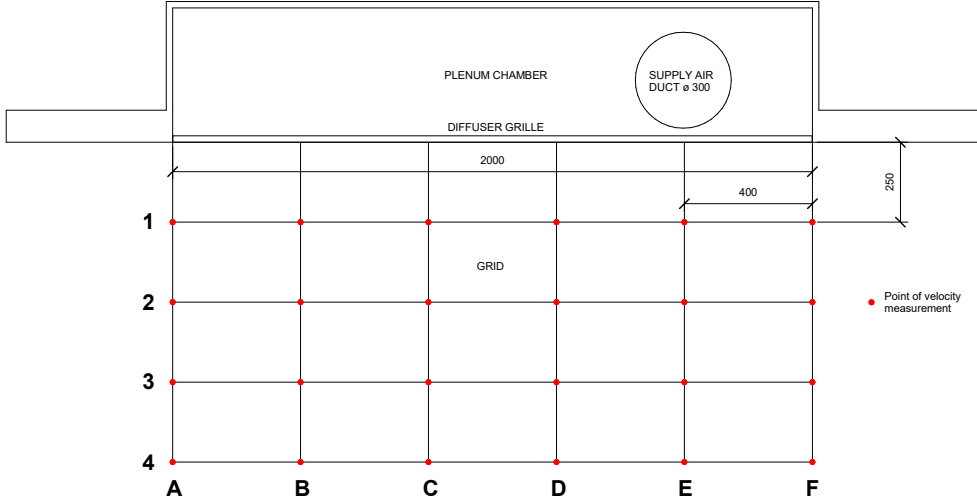 PLENUM CHAMBER
SUPPLY AIR
DUCT ø 300
DIFFUSER GRILLE
2000
400
250
1
GRID
2
Point of velocity
measurement
3
4
A B C D E F